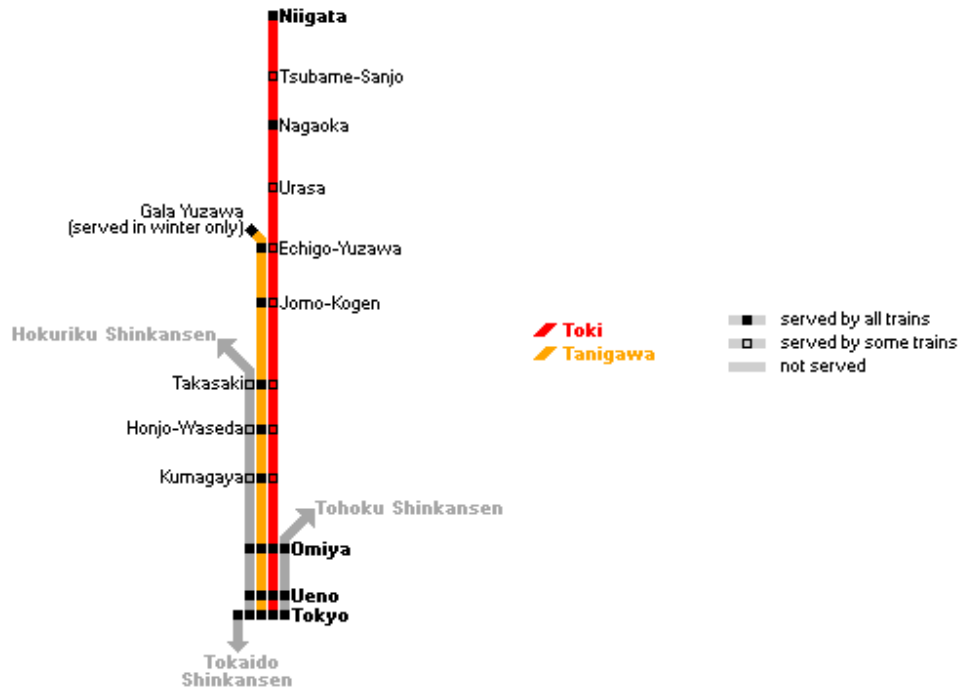 Niigata
Tsubame-Sanjo
Nagaoka
Urasa
Gala Yuzawa
(served in winter only)
Echigo-Yuzawa
Jomo-Kogen
Hokuriku Shinkansen
Toki
Tanigawa
served by all trains
served by some trains
not served
Takasaki
Honjo-Waseda
Kumagaya
Tohoku Shinkansen
Omiya
Ueno
Tokyo
Tokaido
Shinkansen